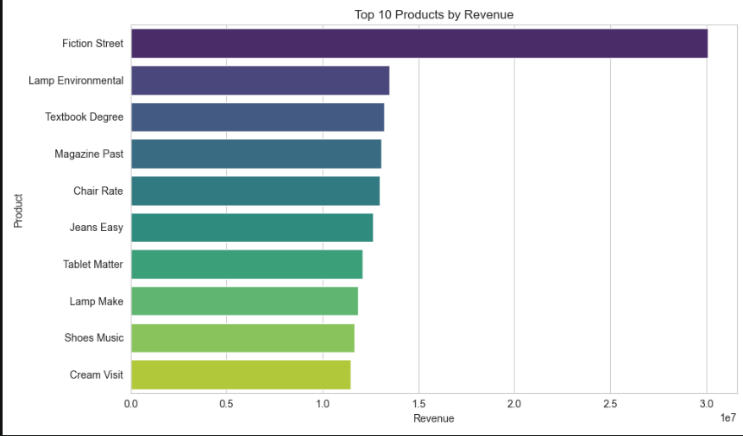 Top 10 Products by Revenue
Fiction Street
Lamp Environmental
Textbook Degree
Magazine Past
Chair Rate
Jeans Easy
Tablet Matter
Lamp Make
Shoes Music
Cream Visit
Product
0.0 0.5 1.0 1.5 2.0 2.5 3.0
Revenue
1e7